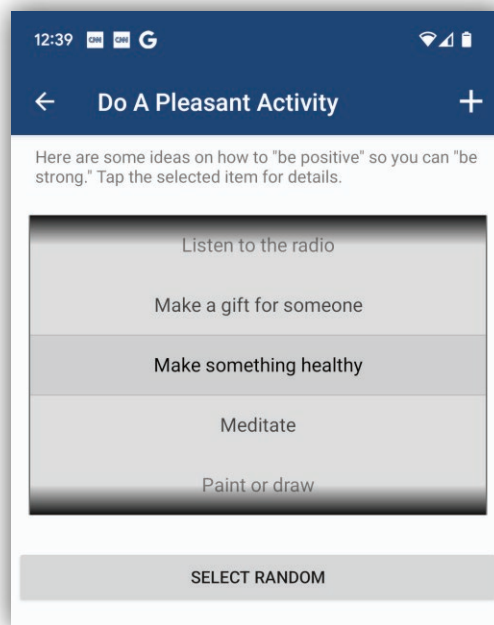 12:39 CNN CNN G
Do A Pleasant Activity
Here are some ideas on how to "be positive" so you can "be
strong." Tap the selected item for details.
Listen to the radio
Make a gift for someone
Make something healthy
Meditate
Paint or draw
SELECT RANDOM